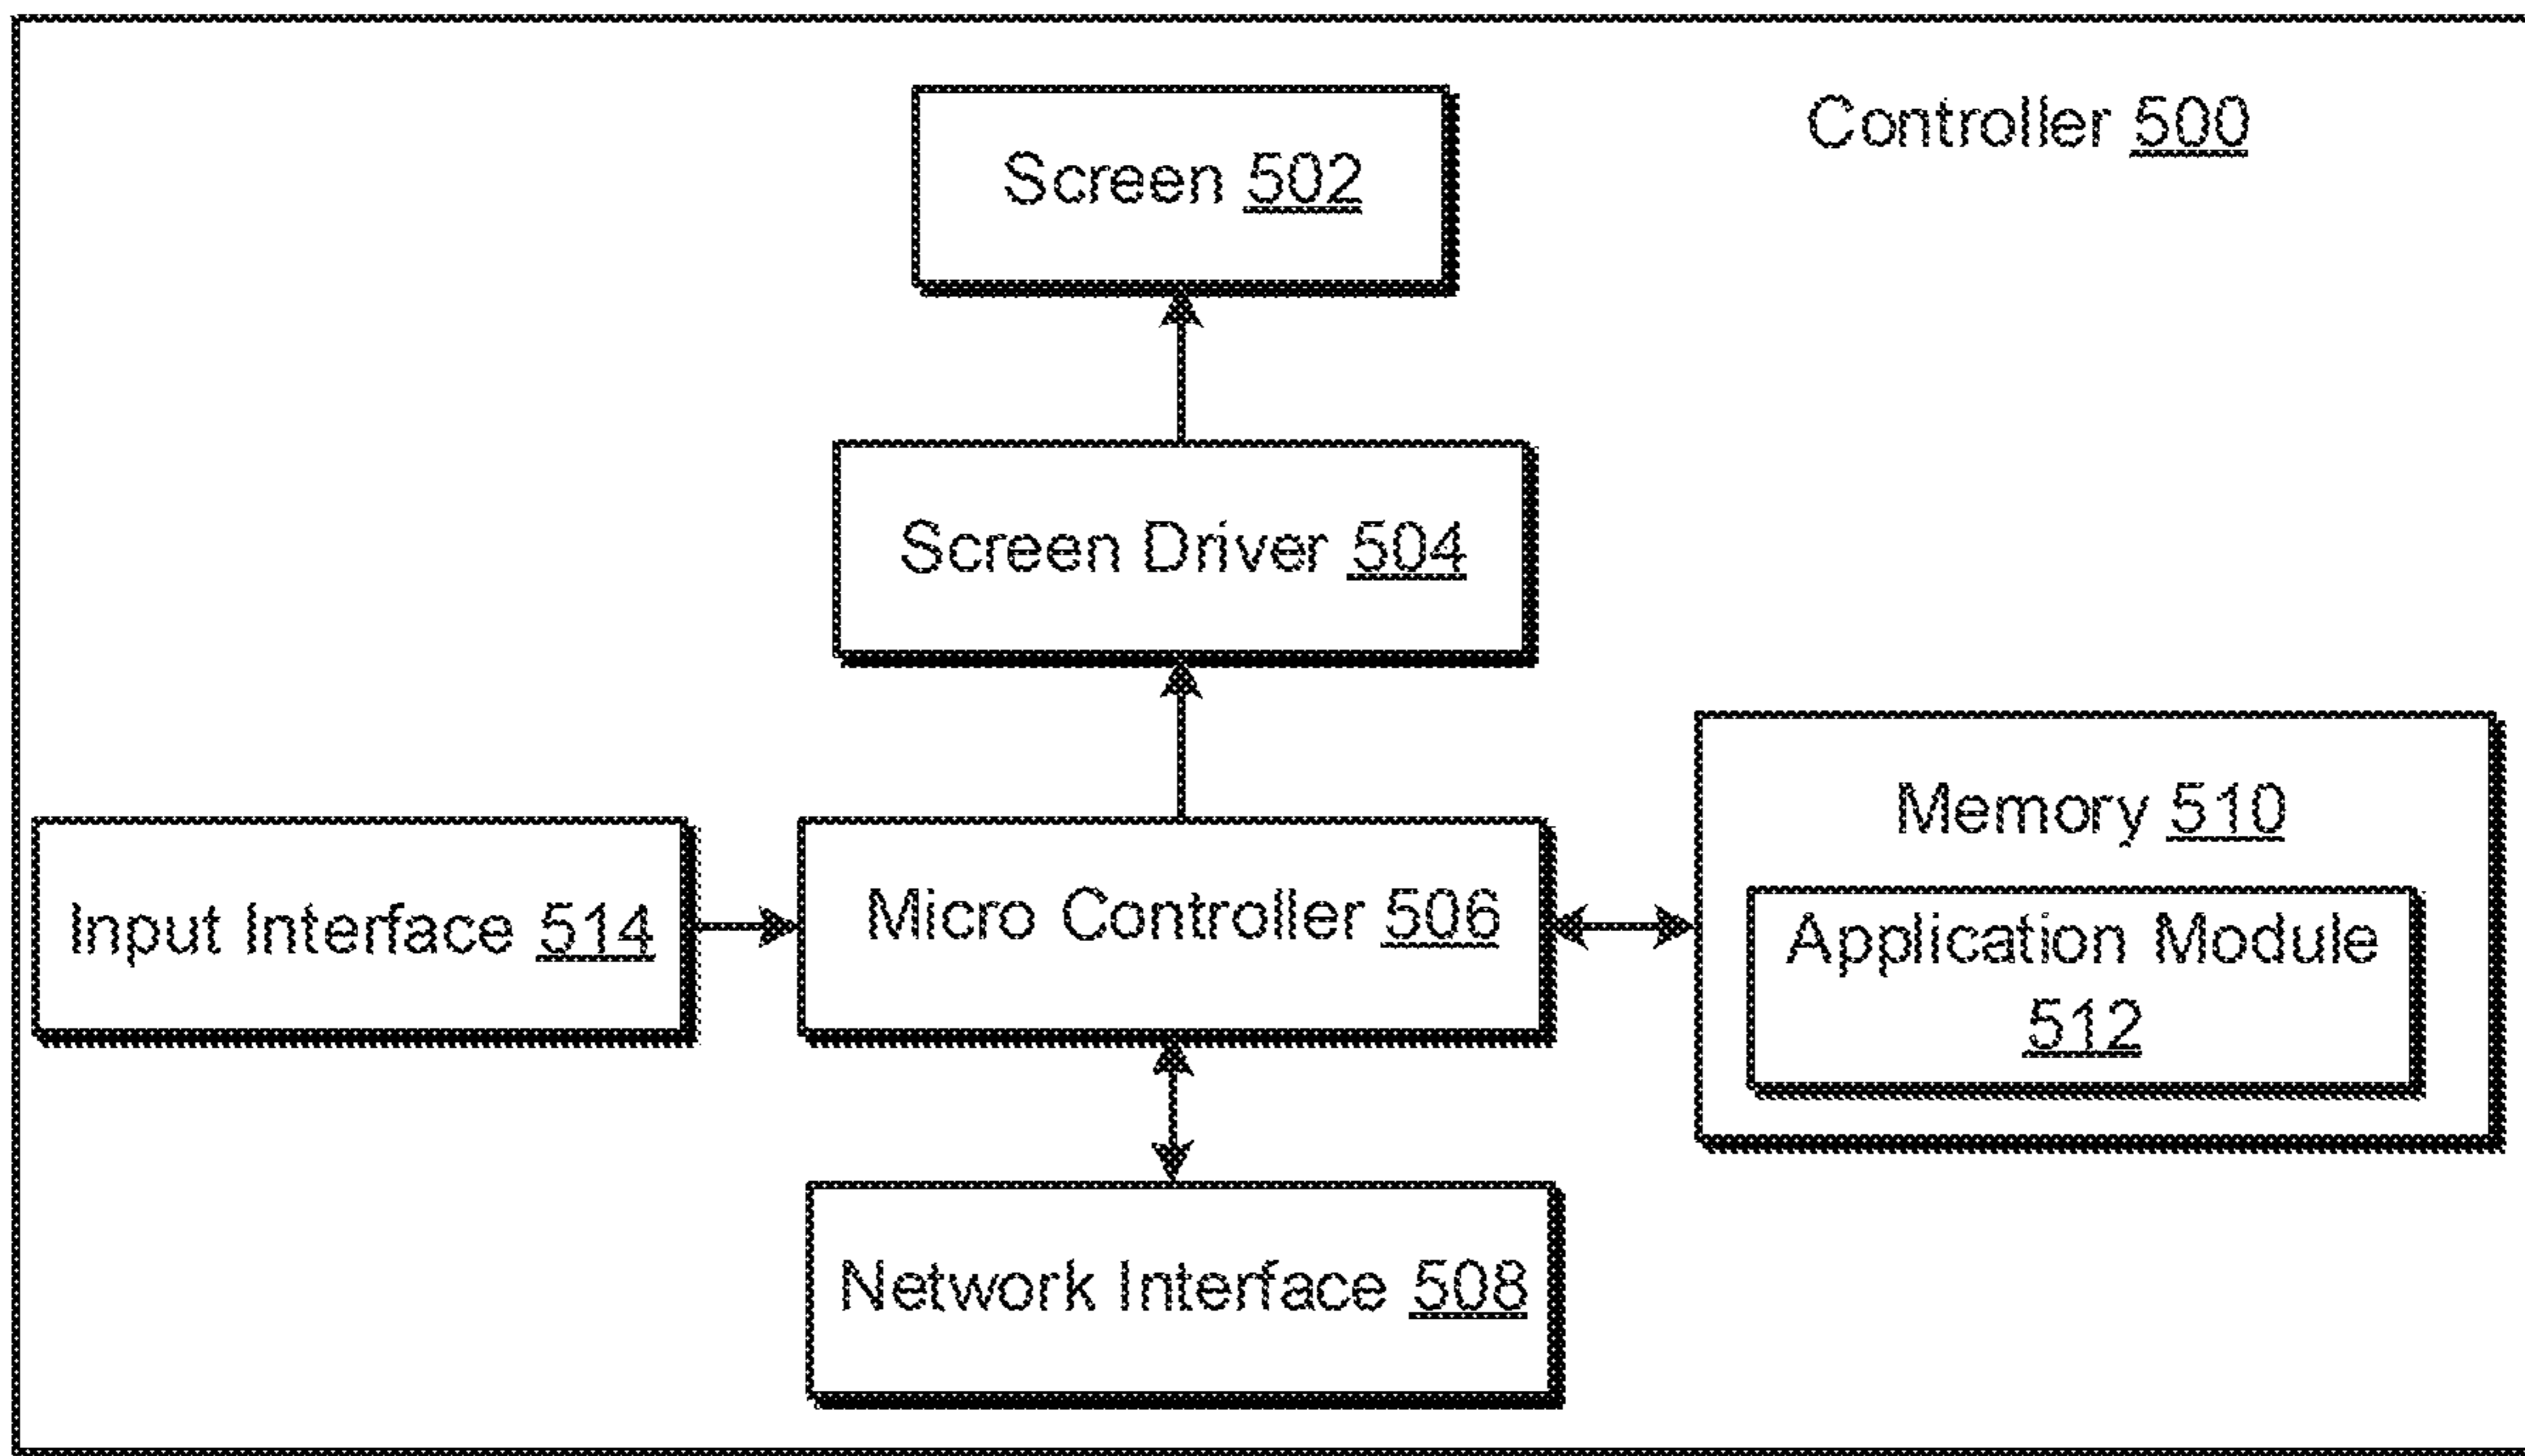 Controller 500
Screen 502
Screen Driver 504
Memory 510
Input Interface 514
Micro Controller 506
Application Module
512
Network Interface 508